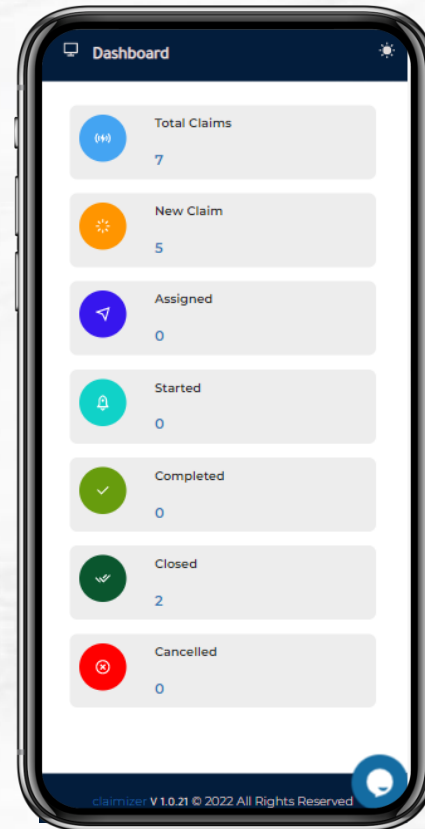 Dashboard
Total Claims
7
New Claim
5
Assigned
0
Started
0
Completed
0
Closed
2
Cancelled
0
claimizer V 1.0.21 © 2022 All Rights Reserved